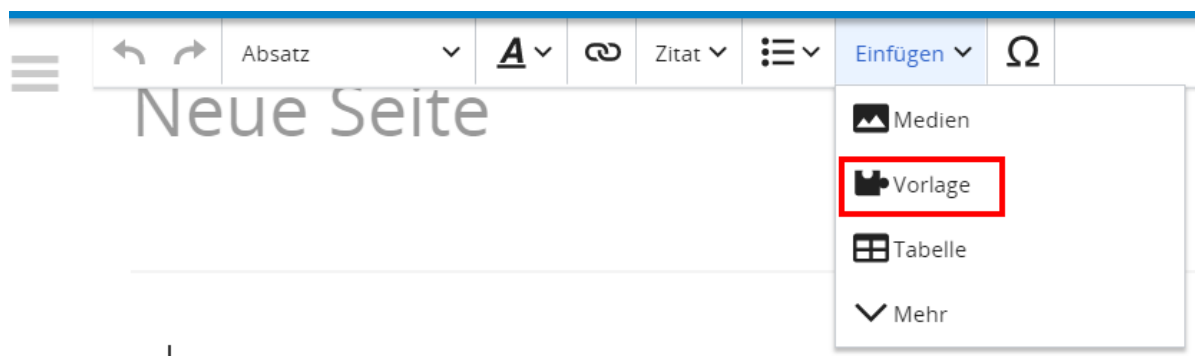 Absatz A Zitat Einfügen Ω
Neue Seite
Medien
Vorlage
Tabelle
Mehr